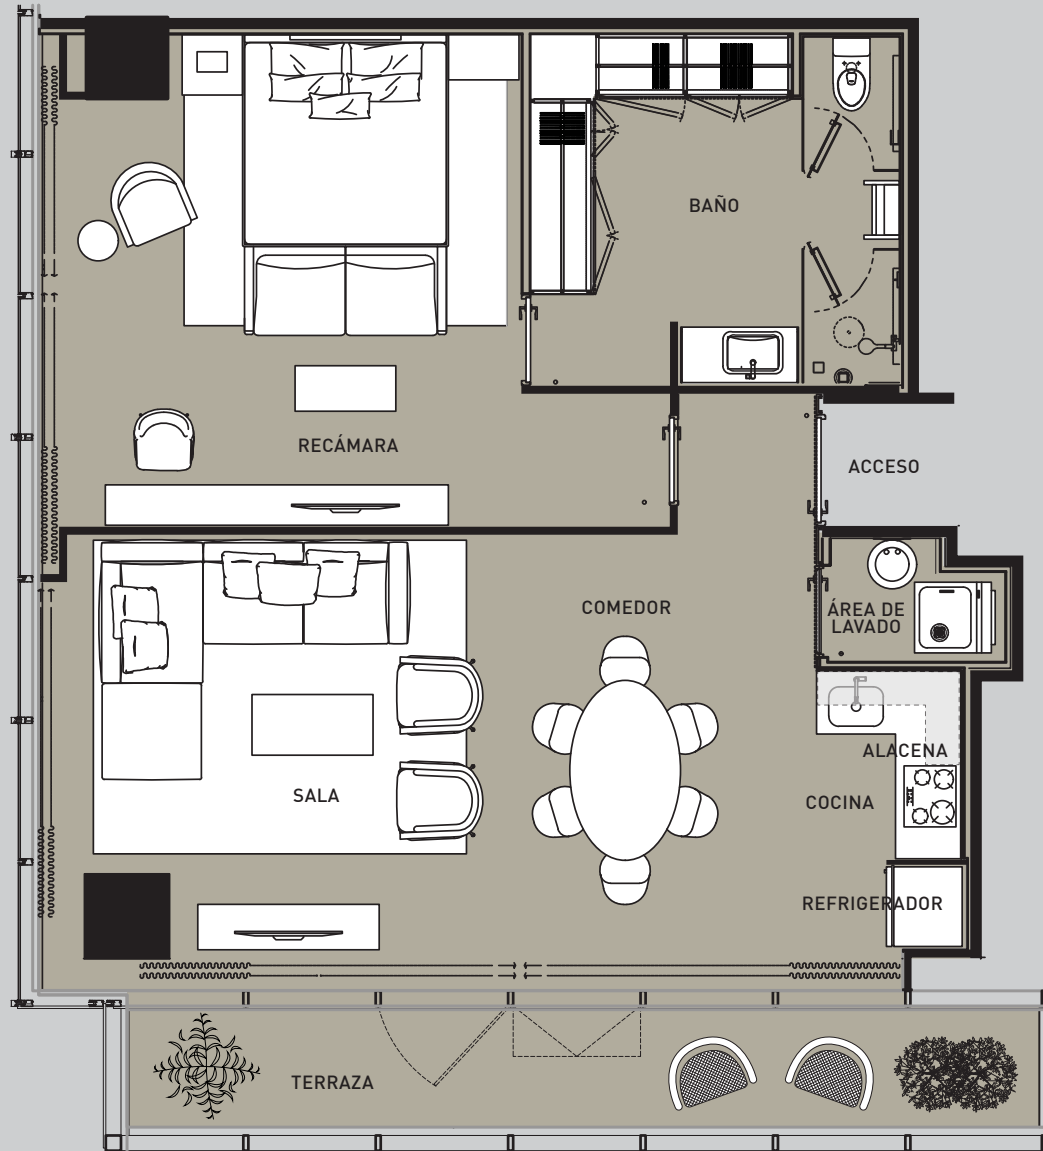 BAÑO
RECÁMARA
ACCESO
COMEDOR
ÁREA DE
LAVADO
ALACENA
SALA
COCINA
REFRIGERADOR
TERRAZA